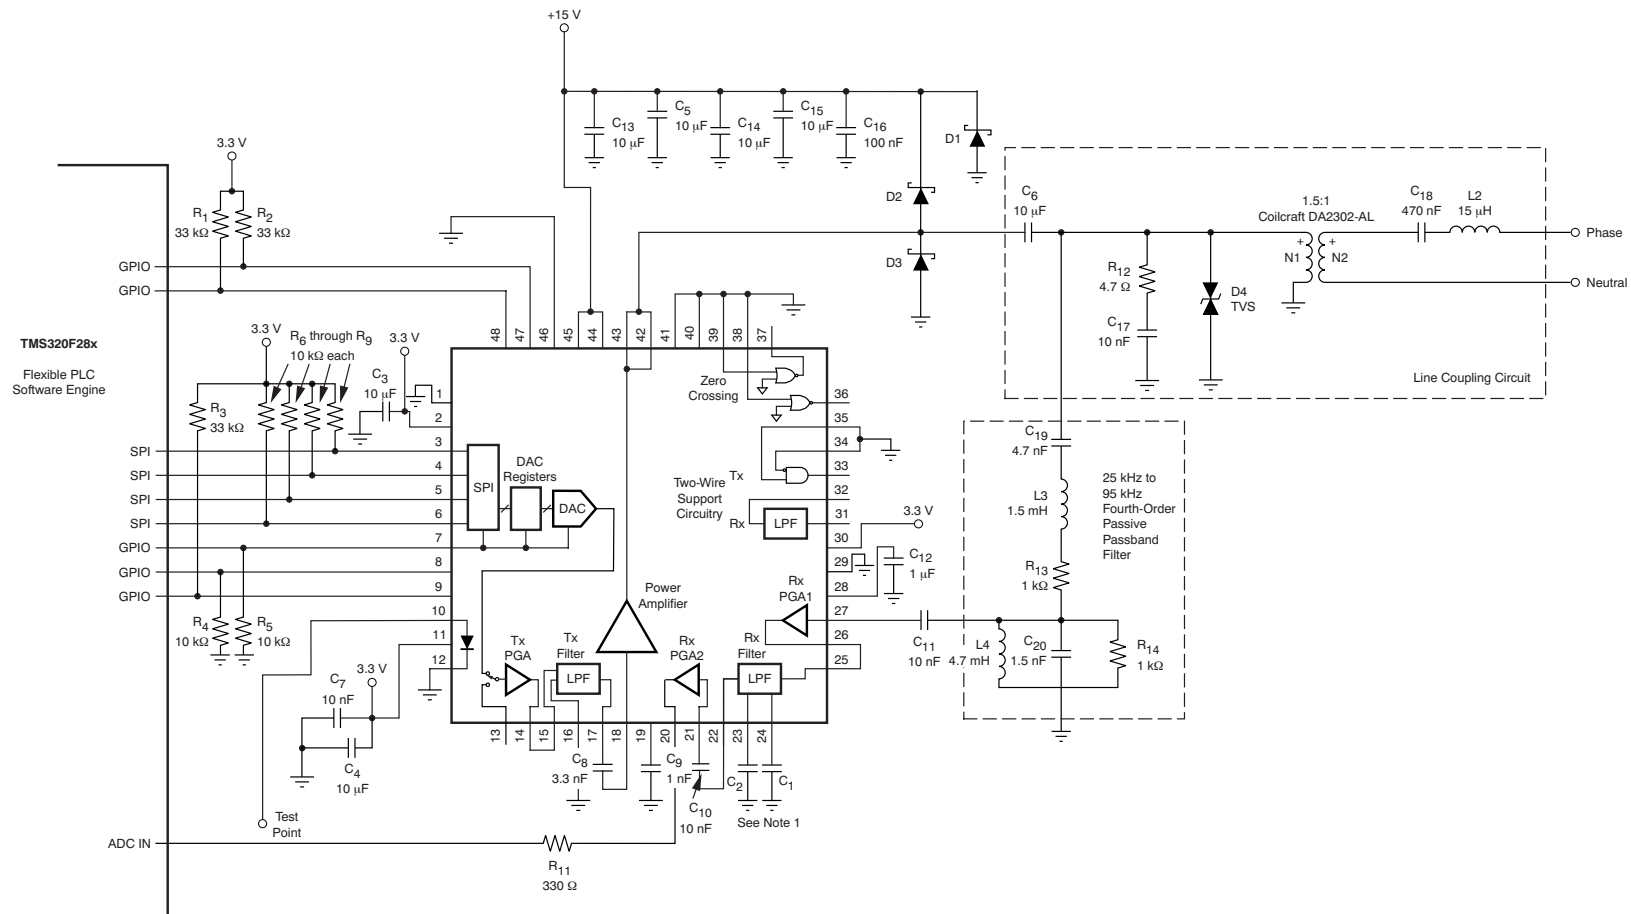 +15 V
C13
10 μF
C5
10 μF
C14
10 μF
C15
10 μF
C16
100 nF
D1
D2
D3
3.3 V
R1
33 kΩ
R2
33 kΩ
GPIO
GPIO
TMS320F28x
Flexible PLC
Software Engine
3.3 V
R6 through R9
10 kΩ each
3.3 V
C3
10 μF
R3
33 kΩ
SPI
SPI
SPI
SPI
GPIO
GPIO
GPIO
R4
10 kΩ
R5
10 kΩ
C7
10 nF
3.3 V
C4
10 μF
Test
Point
ADC IN
R11
330 Ω
48
47
46
45
44
43
42
41
40
39
38
37
1
2
3
4
5
6
7
8
9
10
11
12
SPI
DAC
Registers
DAC
Zero
Crossing
Two-Wire
Support
Circuitry
Tx
Rx
LPF
Power
Amplifier
Tx
PGA
Tx
Filter
LPF
Rx
PGA2
Rx
Filter
LPF
Rx
PGA1
36
35
34
33
32
31
30
29
28
27
26
25
13
14
15
16
17
18
19
20
21
22
23
24
3.3 V
C12
1 μF
C8
3.3 nF
C9
1 nF
C10
10 nF
C2
C1
See Note 1
C11
10 nF
C6
10 μF
R12
4.7 Ω
C17
10 nF
D4
TVS
1.5:1
Coilcraft DA2302-AL
+
N1
+
N2
C18
470 nF
L2
15 μH
Phase
Neutral
Line Coupling Circuit
C19
4.7 nF
L3
1.5 mH
R13
1 kΩ
25 kHz to
95 kHz
Fourth-Order
Passive
Passband
Filter
L4
4.7 mH
C20
1.5 nF
R14
1 kΩ